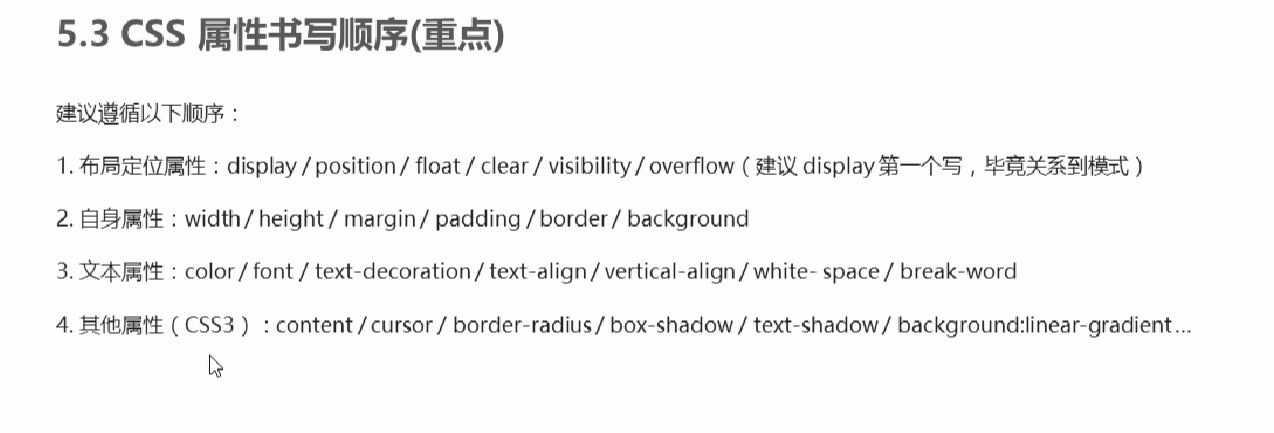 5.3 CSS 属性书写顺序(重点)
建议遵循以下顺序：
1. 布局定位属性：display / position / float / clear / visibility / overflow（建议 display 第一个写，毕竟关系到模式）
2. 自身属性：width / height / margin / padding / border / background
3. 文本属性：color / font / text-decoration / text-align / vertical-align / white- space / break-word
4. 其他属性（CSS3）：content / cursor / border-radius / box-shadow / text-shadow / background:linear-gradient …